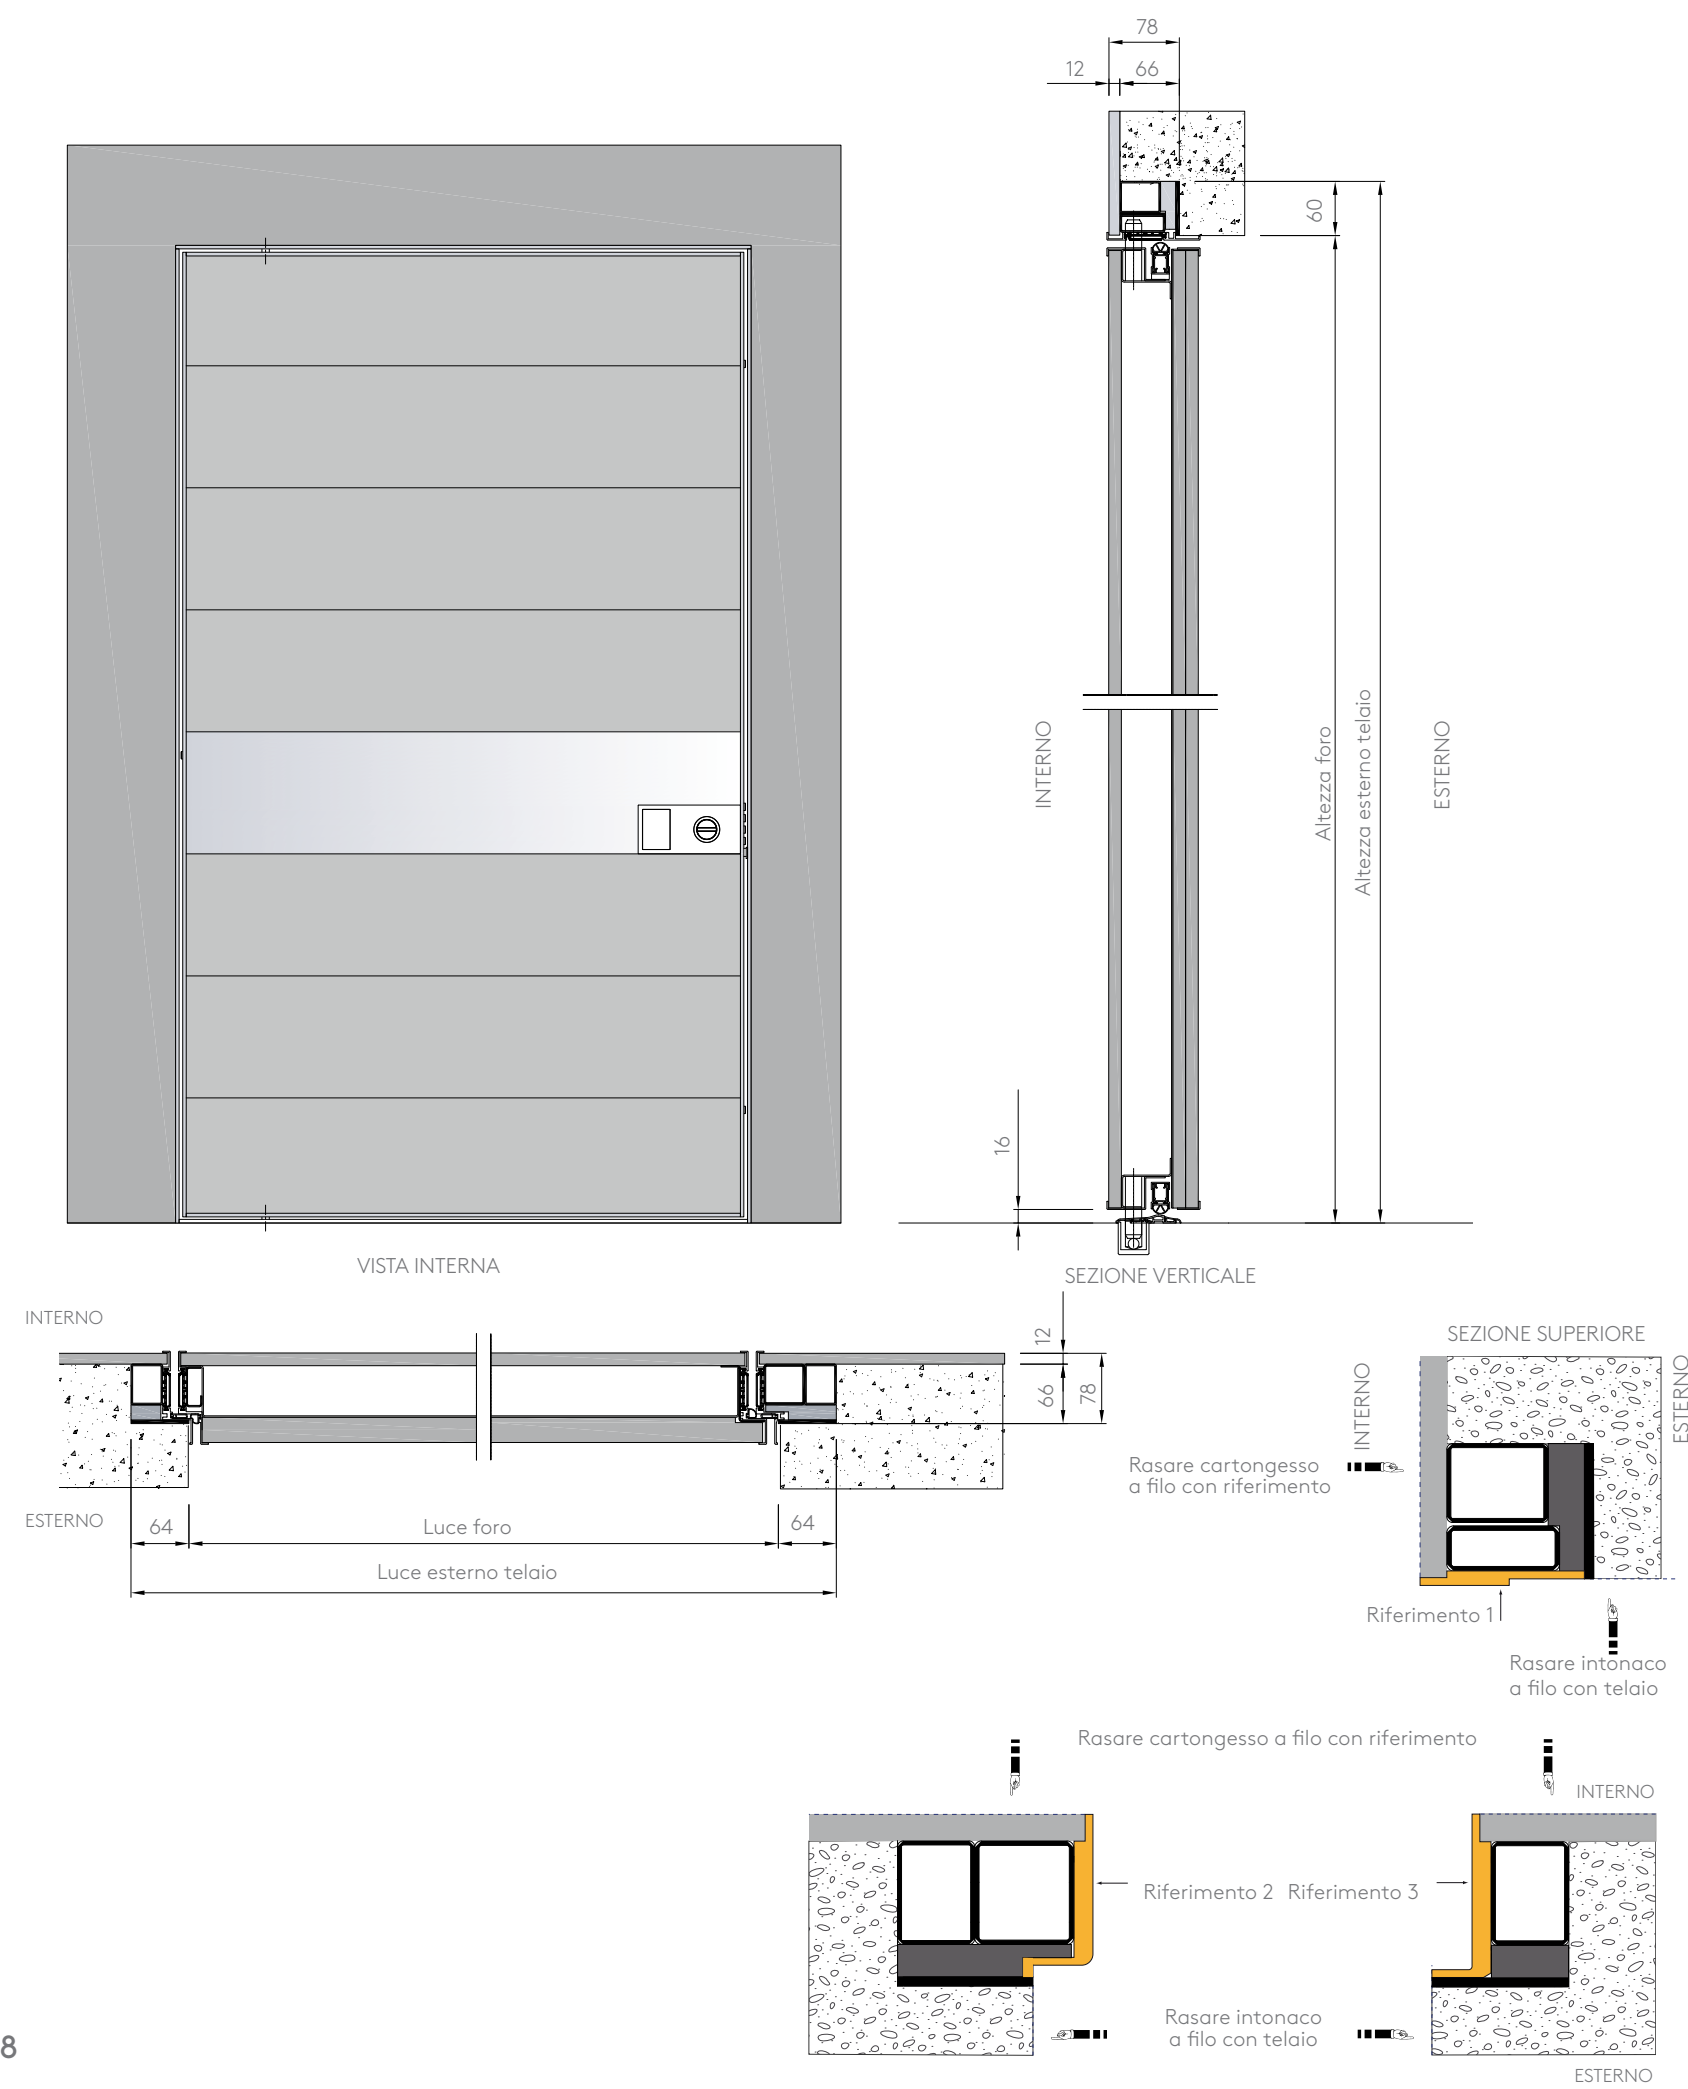 78
12
66
60
INTERNO
Altezza foro
Altezza esterno telaio
ESTERNO
16
VISTA INTERNA
SEZIONE VERTICALE
INTERNO
12
66
78
ESTERNO
64
Luce foro
64
Luce esterno telaio
SEZIONE SUPERIORE
INTERNO
ESTERNO
Rasare cartongesso
a filo con riferimento
Riferimento 1
Rasare intonaco
a filo con telaio
Rasare cartongesso a filo con riferimento
INTERNO
Riferimento 2
Riferimento 3
Rasare intonaco
a filo con telaio
ESTERNO
8